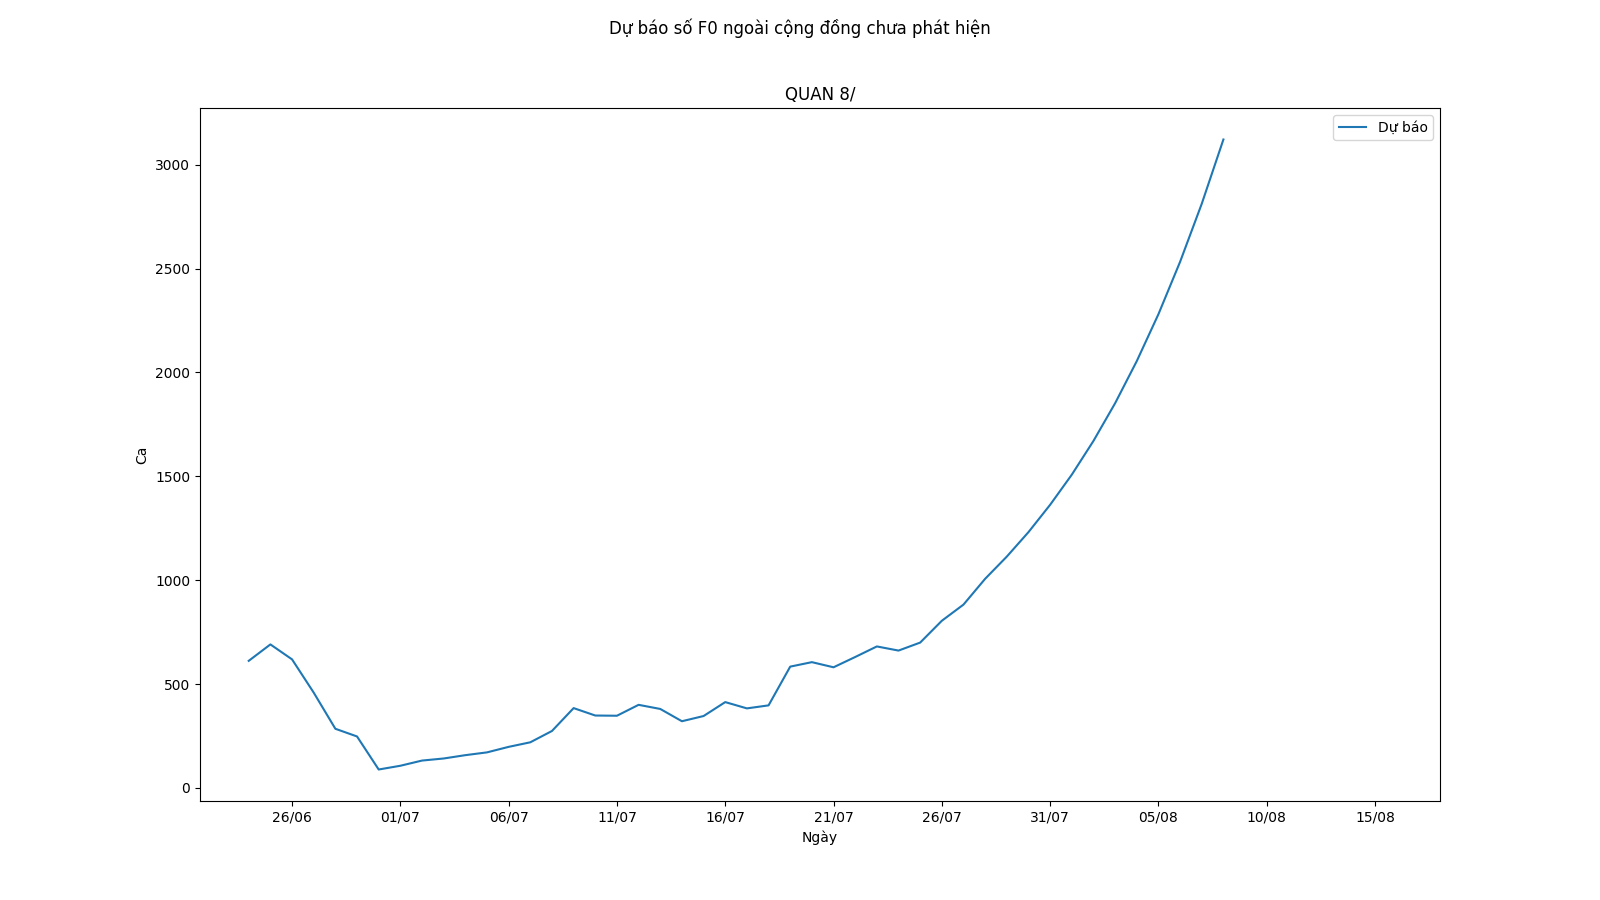 Dự báo số F0 ngoài cộng đồng chưa phát hiện
QUAN 8/
Dự báo
3000
2500
2000
1500
1000
500
0
Ca
26/06 01/07 06/07 11/07 16/07 21/07 26/07 31/07 05/08 10/08 15/08
Ngày